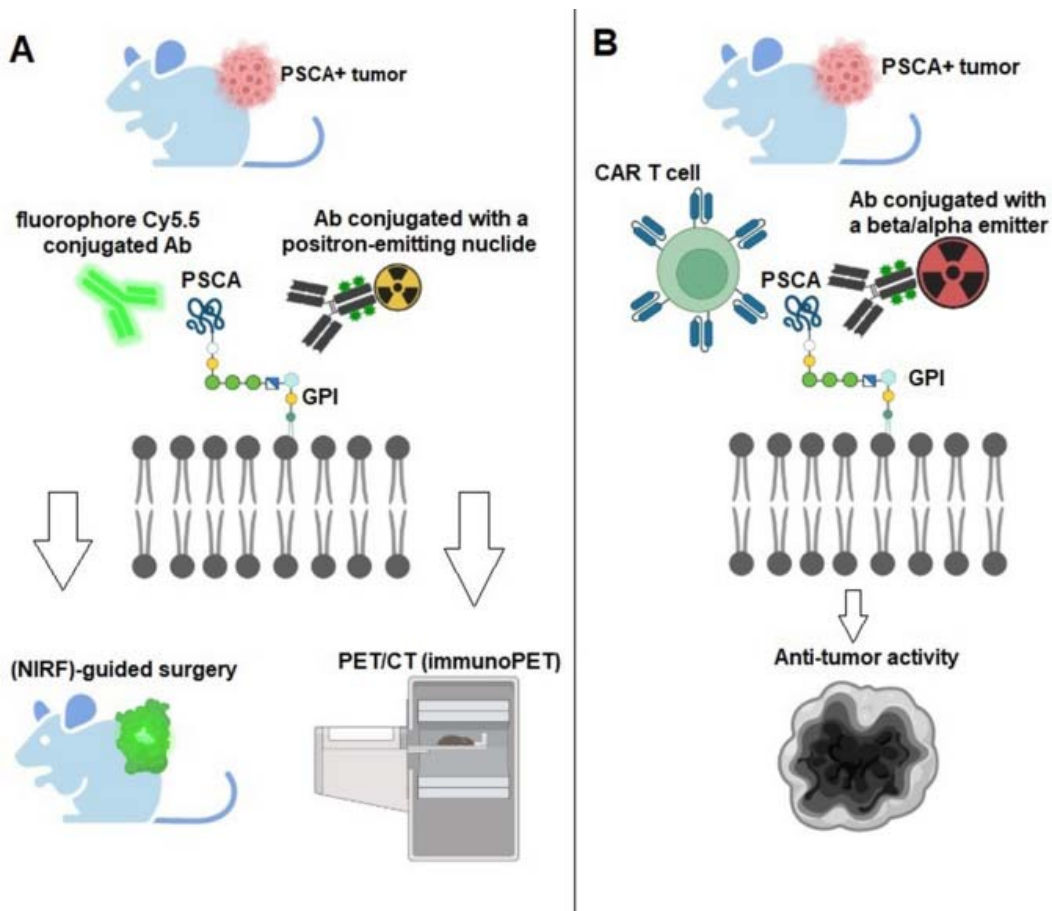 A
PSCA+ tumor
fluorophore Cy5.5
conjugated Ab
Ab conjugated with a
positron-emitting nuclide
PSCA
GPI
(NIRF)-guided surgery
PET/CT (immunoPET)
B
PSCA+ tumor
CAR T cell
Ab conjugated with
a beta/alpha emitter
PSCA
GPI
Anti-tumor activity